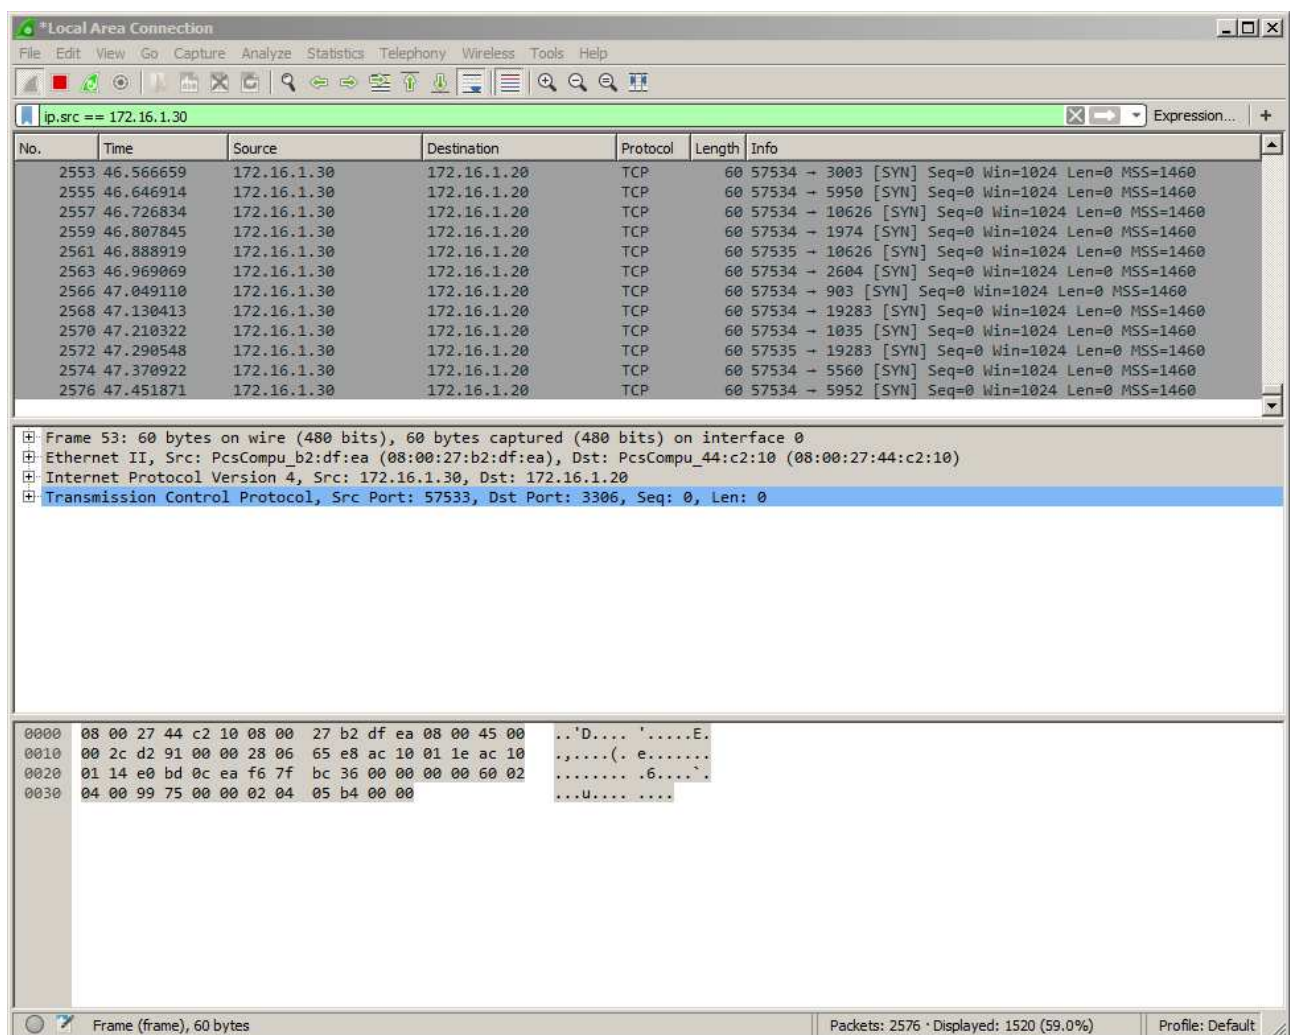 *Local Area Connection
File Edit View Go Capture Analyze Statistics Telephony Wireless Tools Help
ip.src == 172.16.1.30 Expression... +
No. Time Source Destination Protocol Length Info
2553 46.566659 172.16.1.30 172.16.1.20 TCP 60 57534 → 3003 [SYN] Seq=0 Win=1024 Len=0 MSS=1460
2555 46.646914 172.16.1.30 172.16.1.20 TCP 60 57534 → 5950 [SYN] Seq=0 Win=1024 Len=0 MSS=1460
2557 46.726834 172.16.1.30 172.16.1.20 TCP 60 57534 → 10626 [SYN] Seq=0 Win=1024 Len=0 MSS=1460
2559 46.807845 172.16.1.30 172.16.1.20 TCP 60 57534 → 1974 [SYN] Seq=0 Win=1024 Len=0 MSS=1460
2561 46.888919 172.16.1.30 172.16.1.20 TCP 60 57535 → 10626 [SYN] Seq=0 Win=1024 Len=0 MSS=1460
2563 46.969069 172.16.1.30 172.16.1.20 TCP 60 57534 → 2604 [SYN] Seq=0 Win=1024 Len=0 MSS=1460
2566 47.049110 172.16.1.30 172.16.1.20 TCP 60 57534 → 903 [SYN] Seq=0 Win=1024 Len=0 MSS=1460
2568 47.130413 172.16.1.30 172.16.1.20 TCP 60 57534 → 19283 [SYN] Seq=0 Win=1024 Len=0 MSS=1460
2570 47.210322 172.16.1.30 172.16.1.20 TCP 60 57534 → 1035 [SYN] Seq=0 Win=1024 Len=0 MSS=1460
2572 47.290548 172.16.1.30 172.16.1.20 TCP 60 57535 → 19283 [SYN] Seq=0 Win=1024 Len=0 MSS=1460
2574 47.370922 172.16.1.30 172.16.1.20 TCP 60 57534 → 5560 [SYN] Seq=0 Win=1024 Len=0 MSS=1460
2576 47.451871 172.16.1.30 172.16.1.20 TCP 60 57534 → 5952 [SYN] Seq=0 Win=1024 Len=0 MSS=1460
Frame 53: 60 bytes on wire (480 bits), 60 bytes captured (480 bits) on interface 0
Ethernet II, Src: PcsCompu_b2:df:ea (08:00:27:b2:df:ea), Dst: PcsCompu_44:c2:10 (08:00:27:44:c2:10)
Internet Protocol Version 4, Src: 172.16.1.30, Dst: 172.16.1.20
Transmission Control Protocol, Src Port: 57533, Dst Port: 3306, Seq: 0, Len: 0
0000 08 00 27 44 c2 10 08 00 27 b2 df ea 08 00 45 00 ..'D.... '.....E.
0010 00 2c d2 91 00 00 28 06 65 e8 ac 10 01 1e ac 10 .,....(. e.......
0020 01 14 e0 bd 0c ea f6 7f bc 36 00 00 00 00 60 02 ........ .6....`.
0030 04 00 99 75 00 00 02 04 05 b4 00 00 ...u.... ....
Frame (frame), 60 bytes Packets: 2576 · Displayed: 1520 (59.0%) Profile: Default